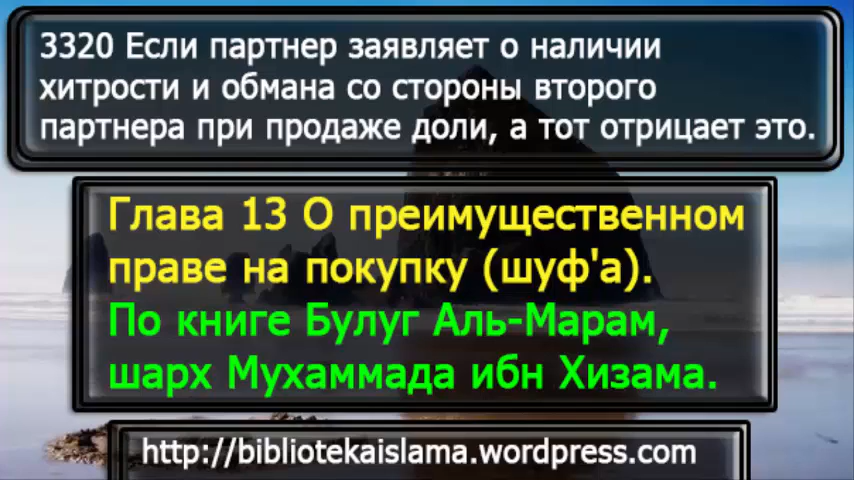 3320 Если партнер заявляет о наличии
хитрости и обмана со стороны второго
партнера при продаже доли, а тот отрицает это.
Глава 13 О преимущественном
праве на покупку (шуф'а).
По книге Булуг Аль-Марам,
шарх Мухаммада ибн Хизама.
http://bibliotekaislama.wordpress.com